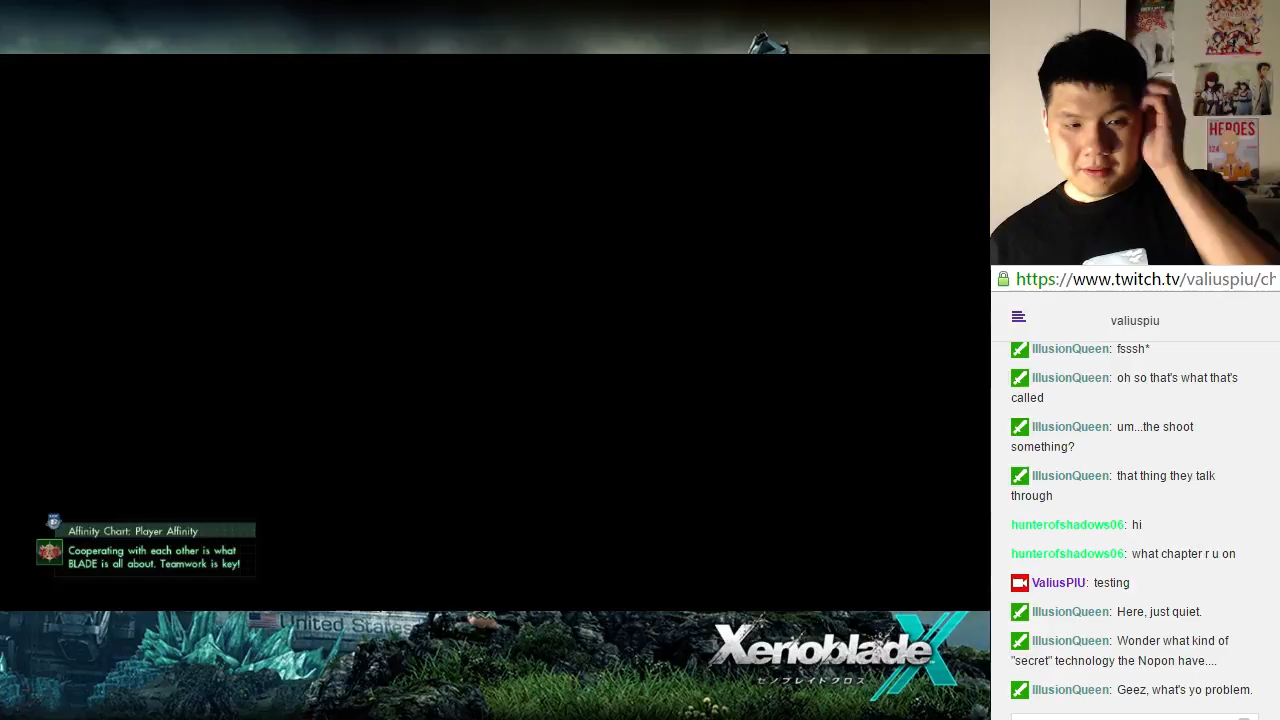 HEROES
https://www.twitch.tv/valiuspiu/ch
valiuspiu
IllusionQueen: fsssh*
IllusionQueen: oh so that's what that's
called
IllusionQueen: um...the shoot
something?
IllusionQueen: that thing they talk
through
hunterofshadows06: hi
hunterofshadows06: what chapter r u on
ValiusPIU: testing
IllusionQueen: Here, just quiet.
IllusionQueen: Wonder what kind of
"secret" technology the Nopon have....
IllusionQueen: Geez, what's yo problem.
Affinity Chart: Player Affinity
Cooperating with each other is what
BLADE is all about. Teamwork is key!
United States
Xenoblade X
ゼノブレイドクロス